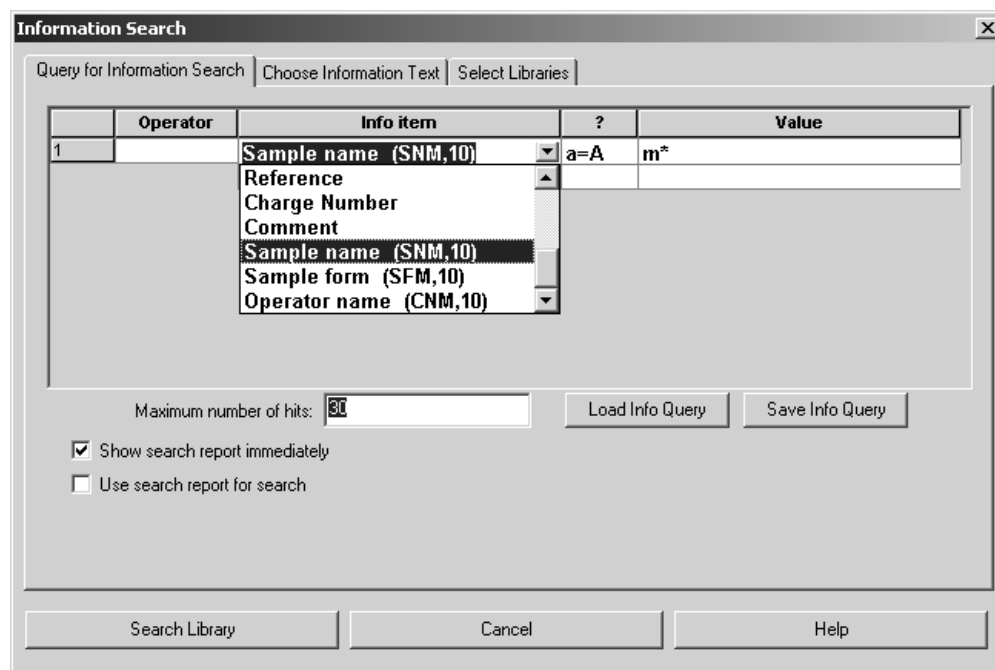 Information Search
Query for Information Search Choose Information Text Select Libraries
Operator Info item ? Value
1 Sample name (SNM,10) a=A m*
Reference
Charge Number
Comment
Sample name (SNM,10)
Sample form (SFM,10)
Operator name (CNM,10)
Maximum number of hits: 30 Load Info Query Save Info Query
Show search report immediately
Use search report for search
Search Library Cancel Help